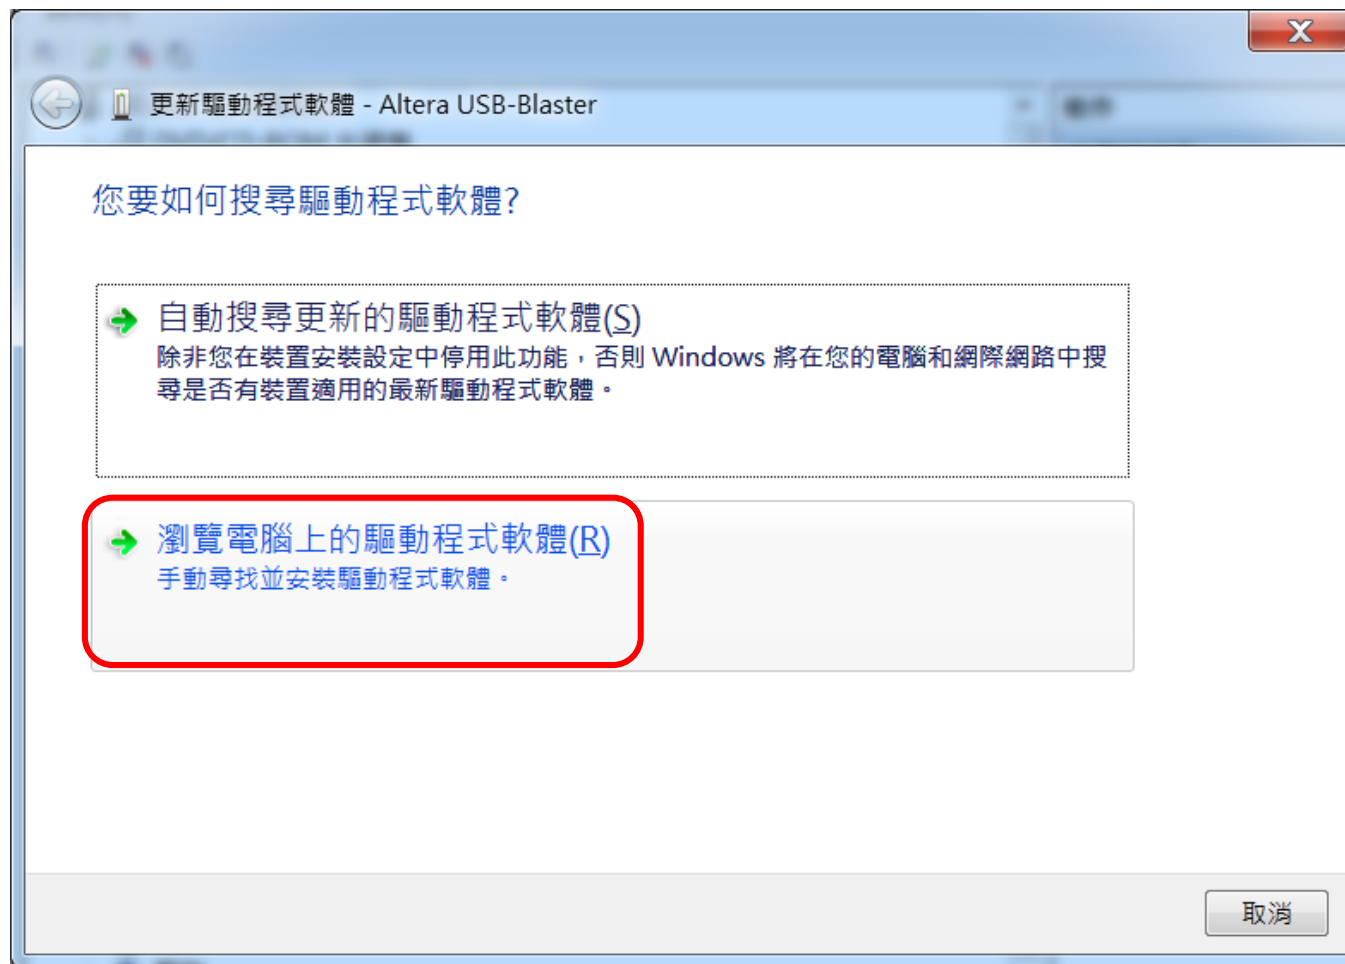 更新驅動程式軟體 - Altera USB-Blaster
您要如何搜尋驅動程式軟體?
自動搜尋更新的驅動程式軟體(S)
除非您在裝置安裝設定中停用此功能，否則 Windows 將在您的電腦和網際網路中搜
尋是否有裝置適用的最新驅動程式軟體。
瀏覽電腦上的驅動程式軟體(R)
手動尋找並安裝驅動程式軟體。
取消